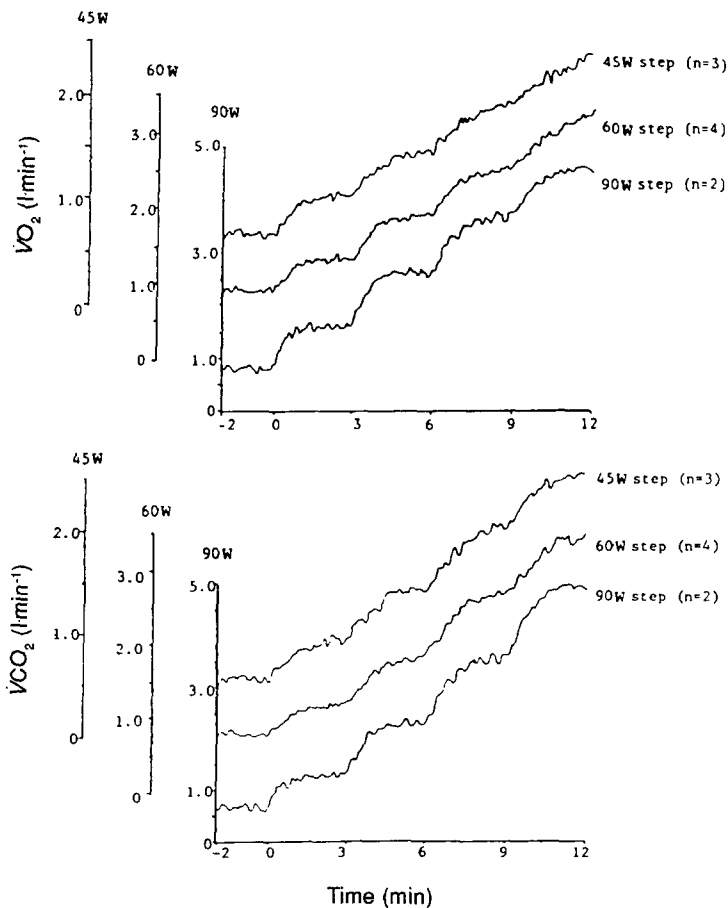 45W
60W
90W
2.0
1.0
0
3.0
2.0
1.0
0
5.0
3.0
1.0
0
V̇O₂ (l·min⁻¹)
45W step (n=3)
60W step (n=4)
90W step (n=2)
-2 0 3 6 9 12
45W
60W
90W
2.0
1.0
0
3.0
2.0
1.0
0
5.0
3.0
1.0
0
V̇CO₂ (l·min⁻¹)
45W step (n=3)
60W step (n=4)
90W step (n=2)
-2 0 3 6 9 12
Time (min)